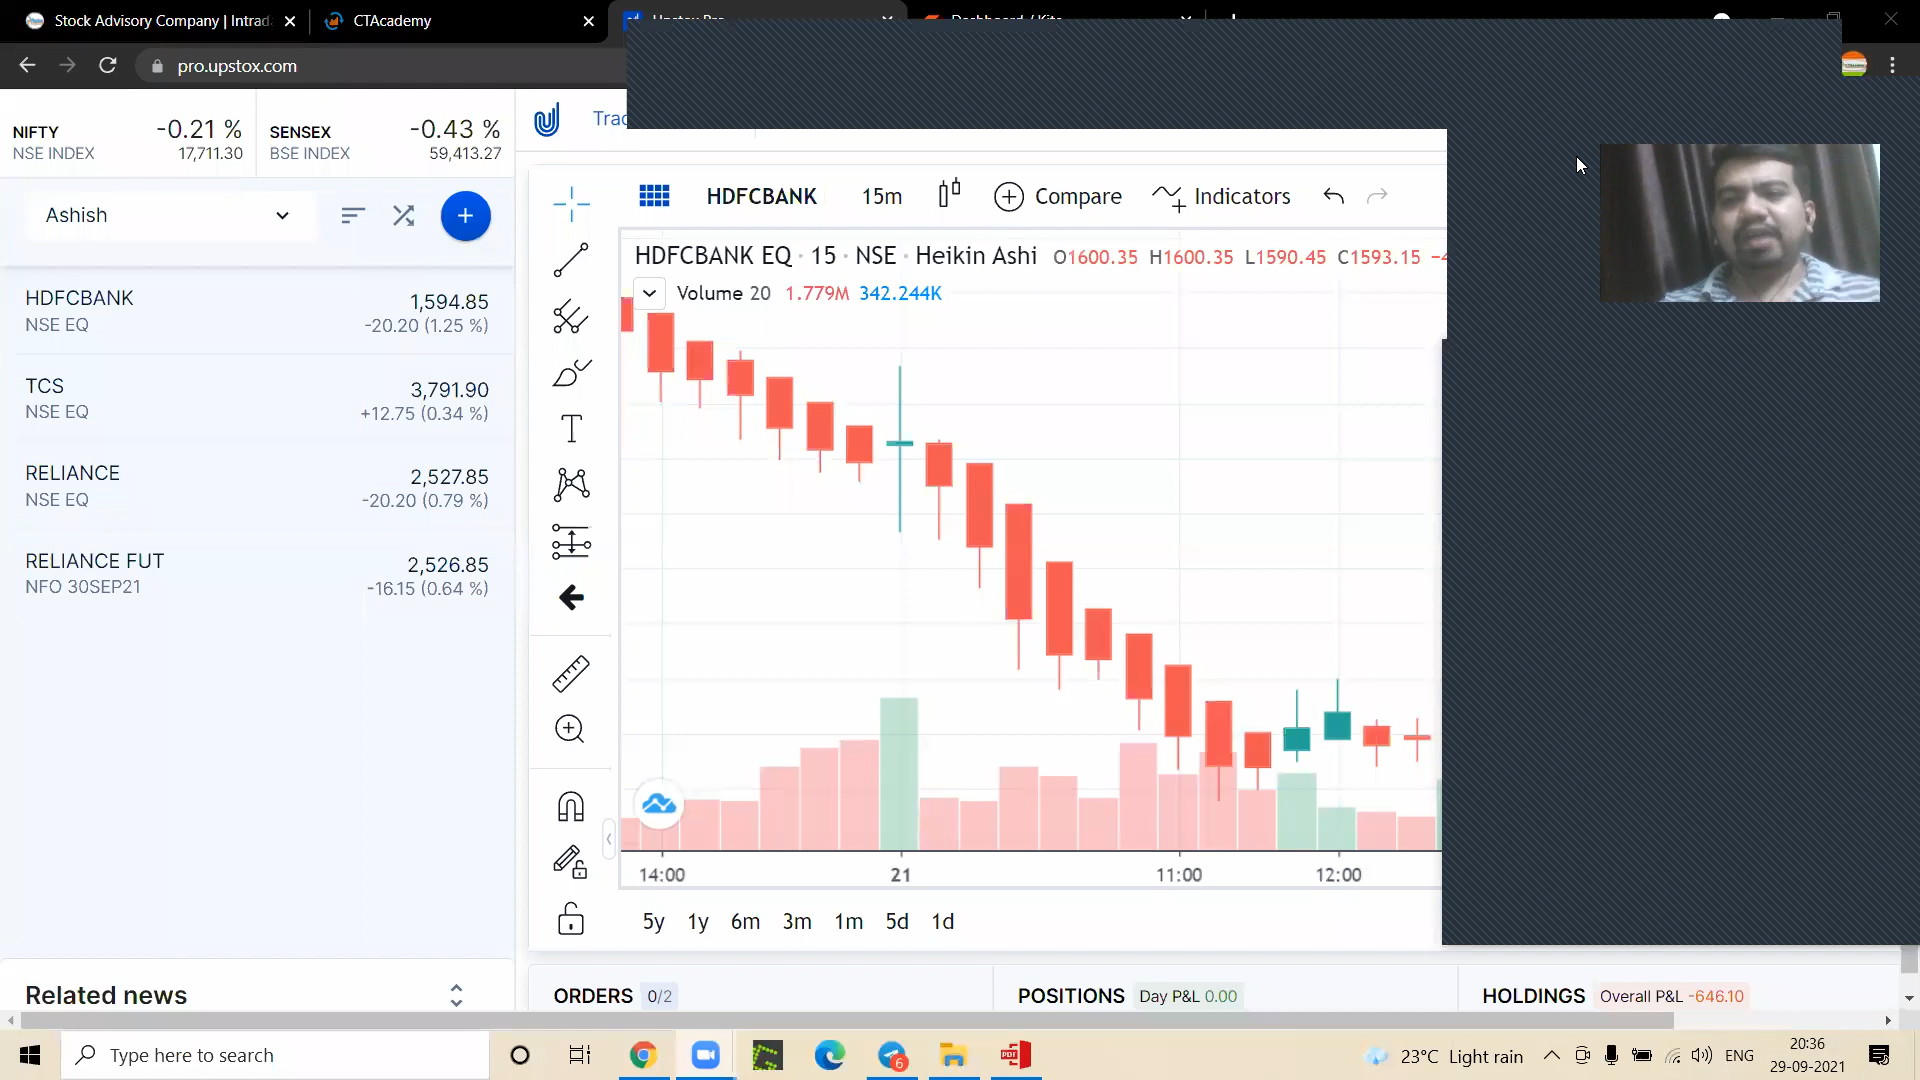 Stock Advisory Company | Intrad
CTAcademy
pro.upstox.com
NIFTY
-0.21 %
NSE INDEX
17,711.30
SENSEX
-0.43 %
BSE INDEX
59,413.27
Ashish
HDFCBANK
1,594.85
NSE EQ
-20.20 (1.25 %)
TCS
3,791.90
NSE EQ
+12.75 (0.34 %)
RELIANCE
2,527.85
NSE EQ
-20.20 (0.79 %)
RELIANCE FUT
2,526.85
NFO 30SEP21
-16.15 (0.64 %)
Related news
Trad
HDFCBANK 15m Compare Indicators
HDFCBANK EQ · 15 · NSE · Heikin Ashi O1600.35 H1600.35 L1590.45 C1593.15
Volume 20 1.779M 342.244K
14:00 21 11:00 12:00
5y 1y 6m 3m 1m 5d 1d
ORDERS 0/2
POSITIONS Day P&L 0.00
HOLDINGS Overall P&L -646.10
Type here to search
6
PDF
23°C Light rain
ENG
20:36
29-09-2021